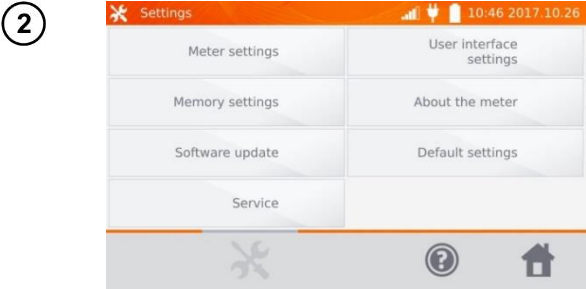 2
Settings
10:46 2017.10.26
Meter settings
User interface
settings
Memory settings
About the meter
Software update
Default settings
Service
?